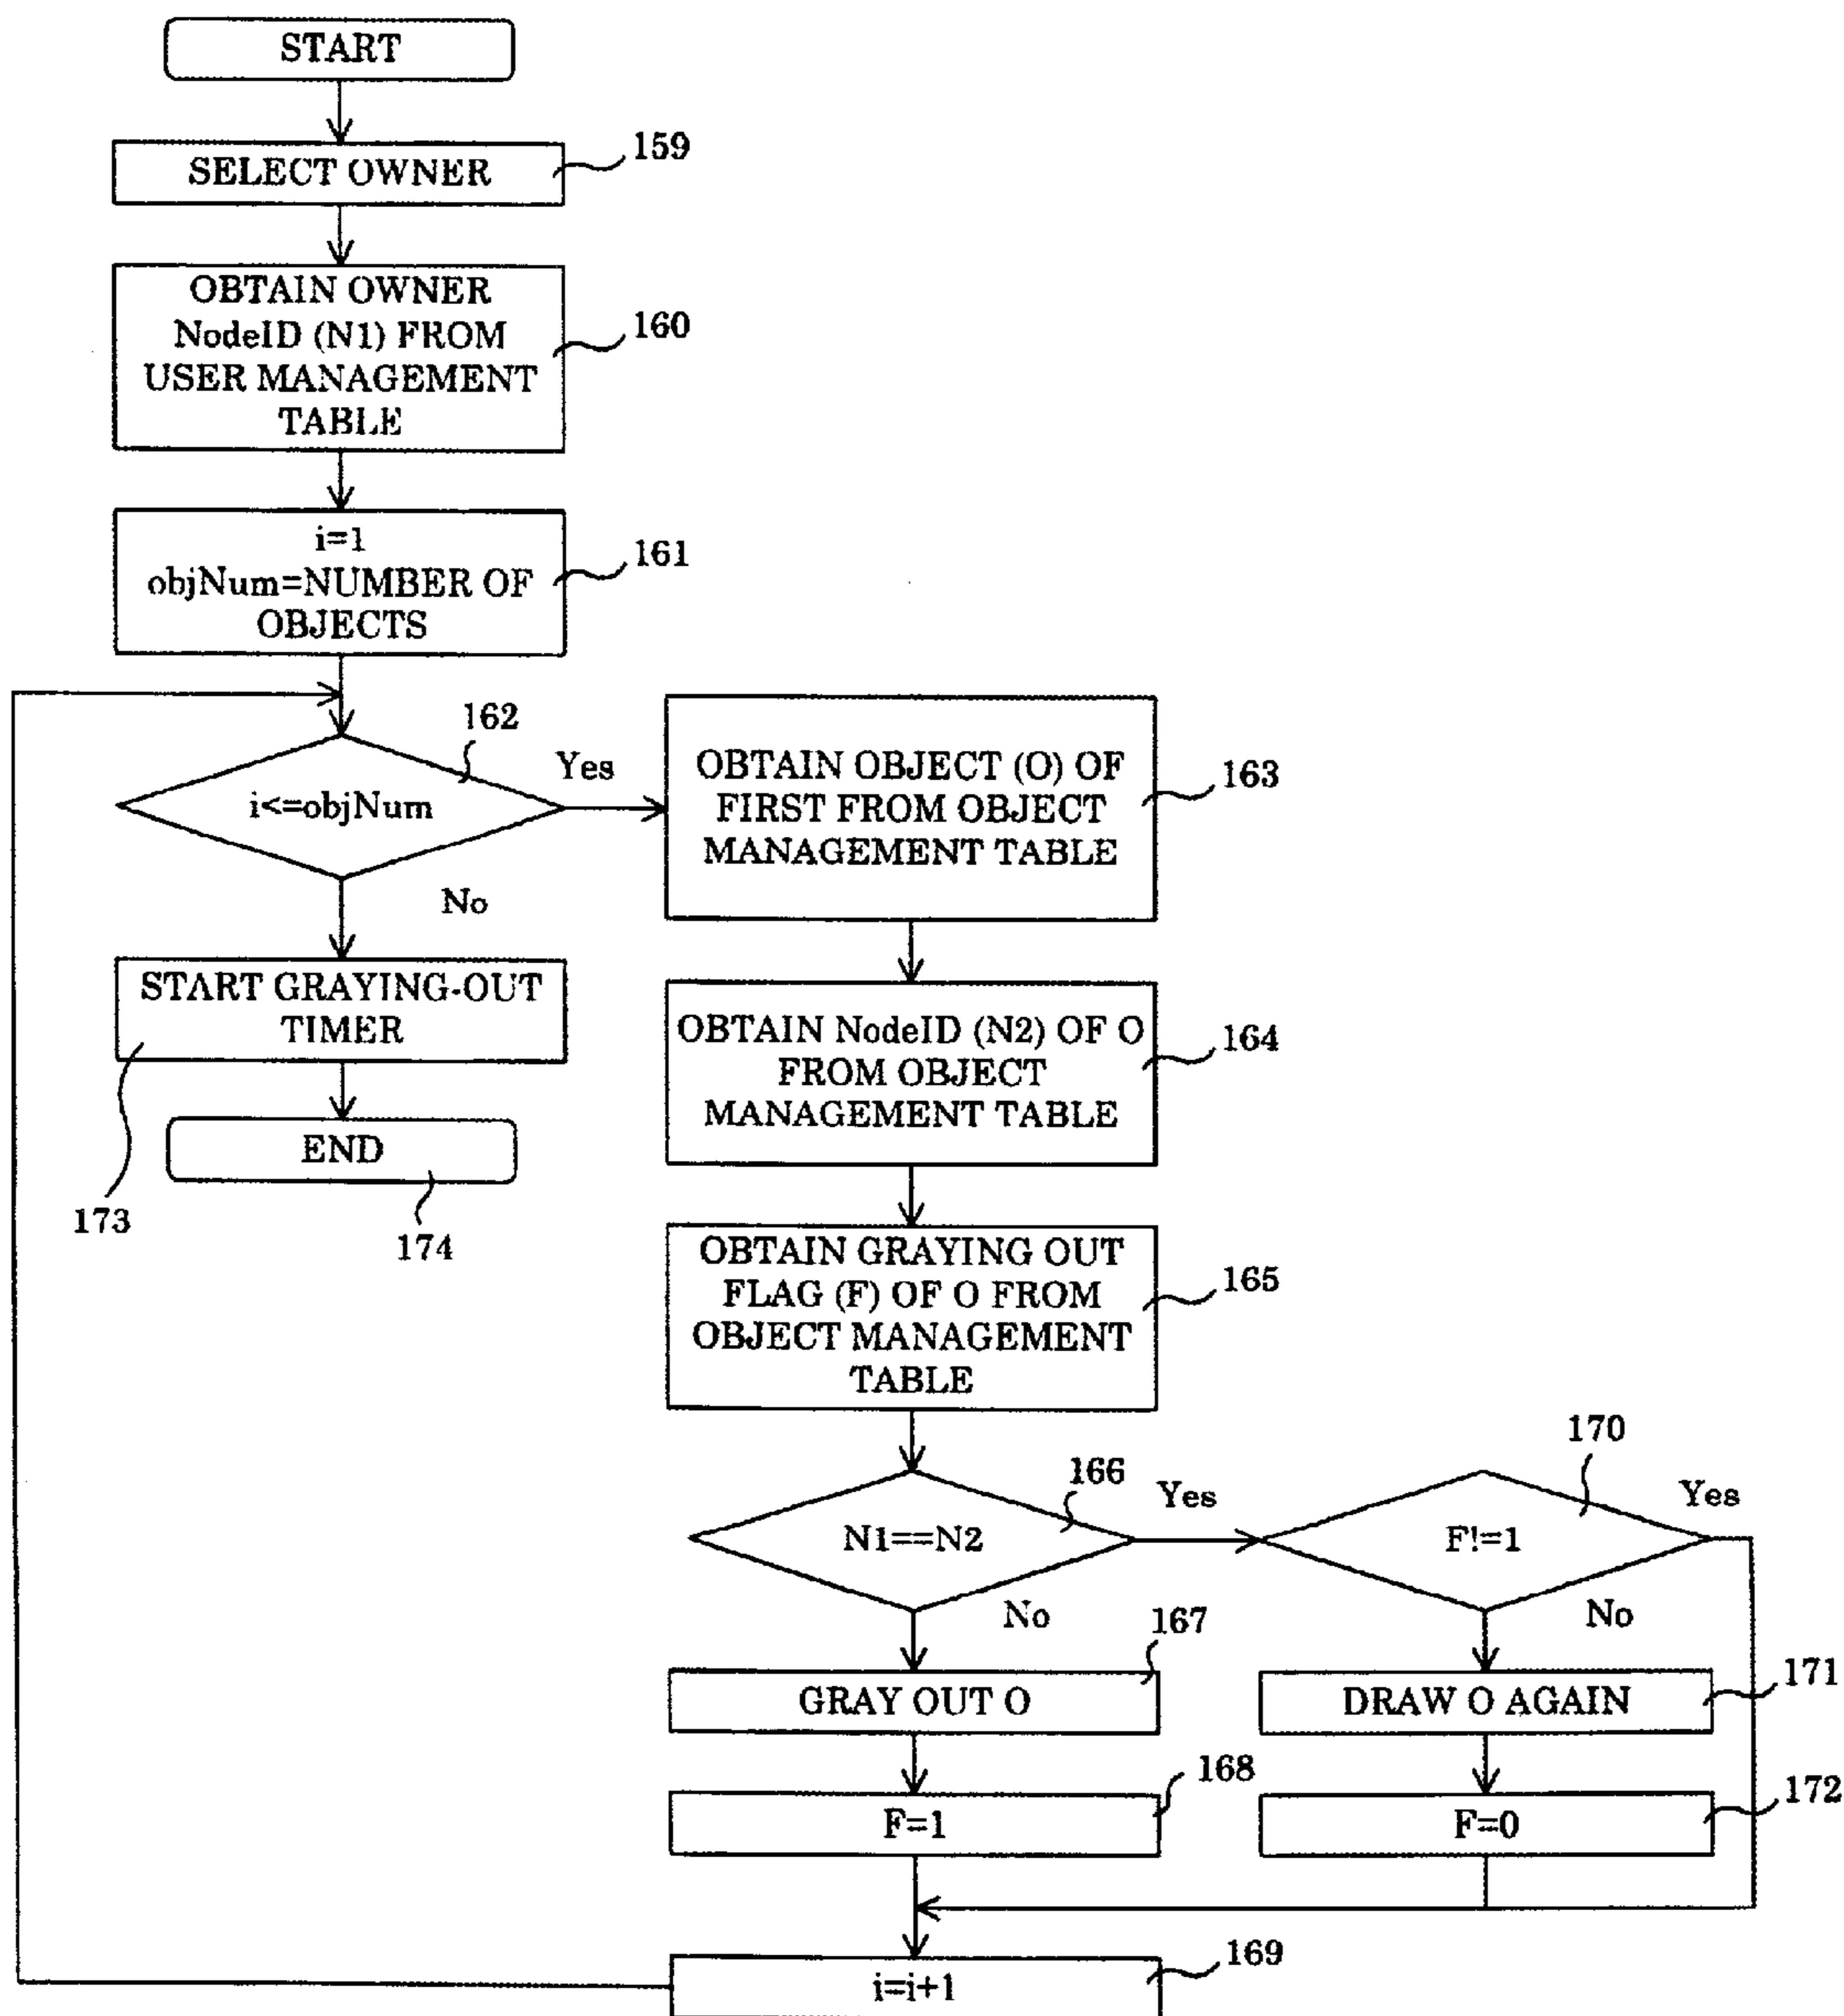 START
SELECT OWNER
159
OBTAIN OWNER
NodeID (N1) FROM
USER MANAGEMENT
TABLE
160
i=1
objNum=NUMBER OF
OBJECTS
161
162
i<=objNum
Yes
No
OBTAIN OBJECT (O) OF
FIRST FROM OBJECT
MANAGEMENT TABLE
163
START GRAYING-OUT
TIMER
173
END
174
OBTAIN NodeID (N2) OF O
FROM OBJECT
MANAGEMENT TABLE
164
OBTAIN GRAYING OUT
FLAG (F) OF O FROM
OBJECT MANAGEMENT
TABLE
165
166
N1==N2
Yes
No
170
F!=1
Yes
No
167
GRAY OUT O
DRAW O AGAIN
171
F=1
168
F=0
172
i=i+1
169